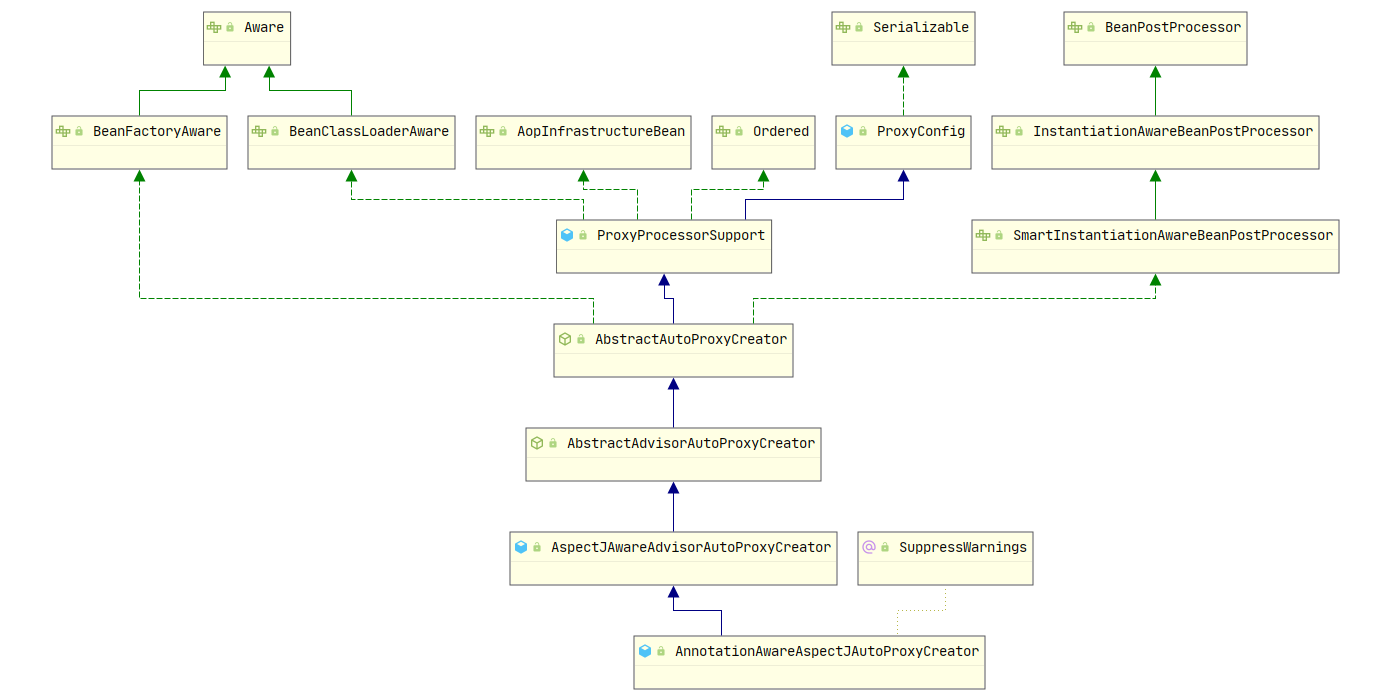 Aware
Serializable
BeanPostProcessor
BeanFactoryAware
BeanClassLoaderAware
AopInfrastructureBean
Ordered
ProxyConfig
InstantiationAwareBeanPostProcessor
ProxyProcessorSupport
SmartInstantiationAwareBeanPostProcessor
AbstractAutoProxyCreator
AbstractAdvisorAutoProxyCreator
AspectJAwareAdvisorAutoProxyCreator
SuppressWarnings
AnnotationAwareAspectJAutoProxyCreator